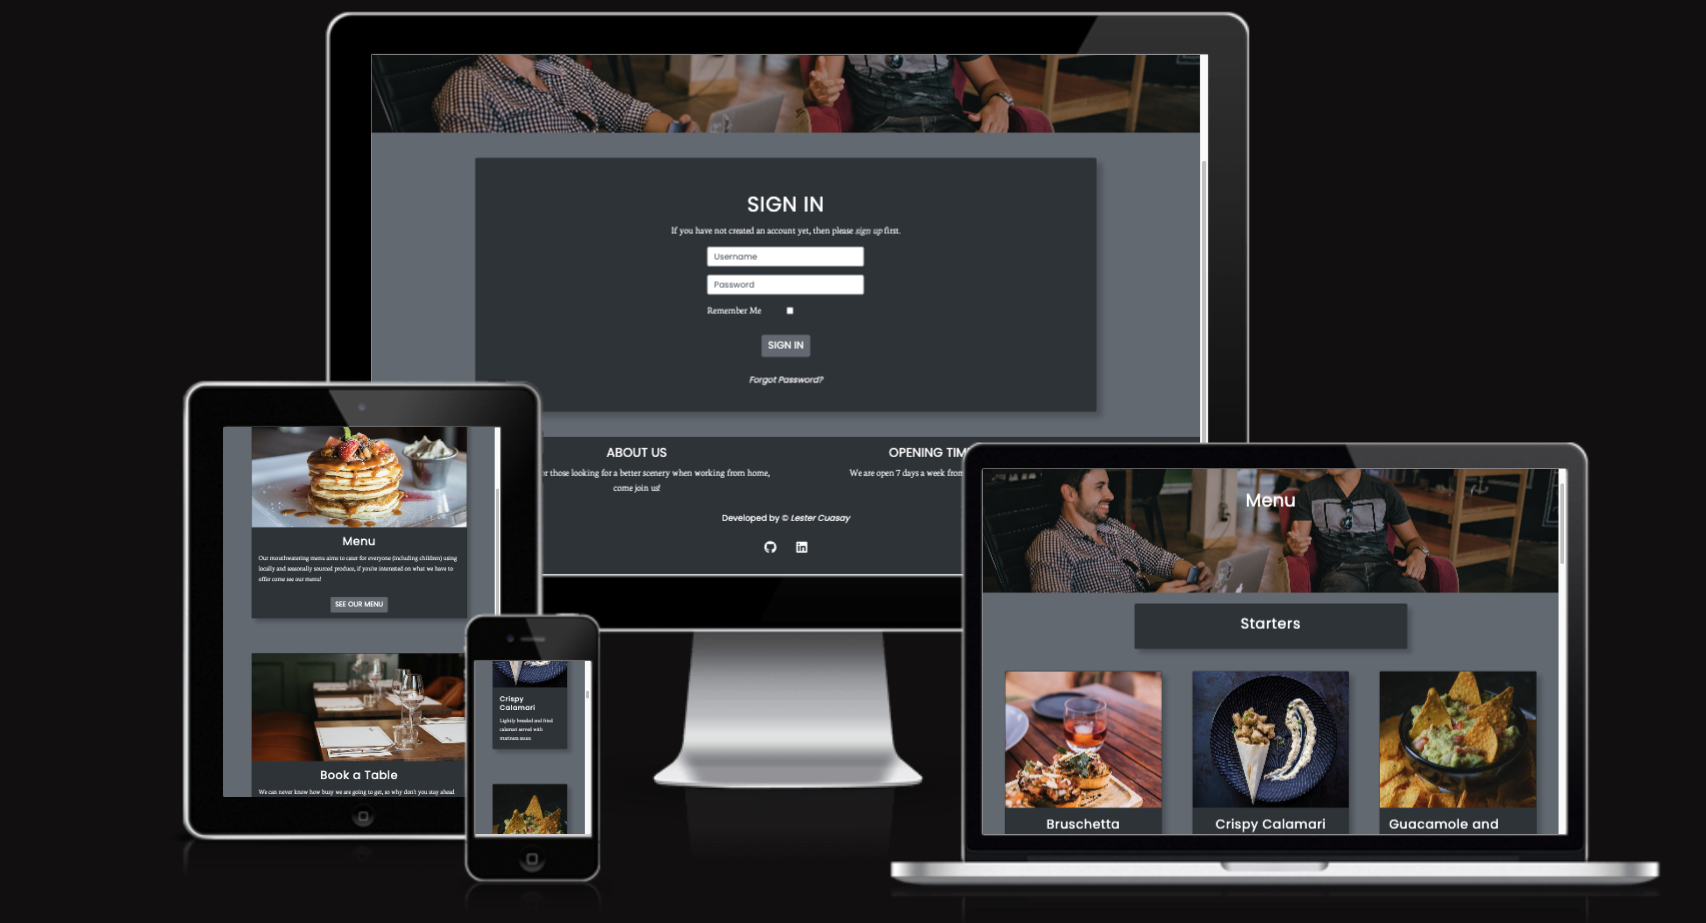 SIGN IN
If you have not created an account yet, then please sign up first.
Username
Password
Remember Me
SIGN IN
Forgot Password?
ABOUT US
those looking for a better scenery when working from home,
come join us!
OPENING
We are open 7 days a week from
Developed by © Lester Cuasay
Menu
Our mouthwatering menu aims to cater for everyone (including children) using
locally and seasonally sourced produce, if you're interested on what we have to
offer come see our menu!
SEE OUR MENU
Book a Table
We can never know how busy we are going to get, so why don't you stay ahead
Crispy
Calamari
Lightly breaded and fried
calamari served with
marinara sauce
Menu
Starters
Bruschetta
Crispy Calamari
Guacamole and